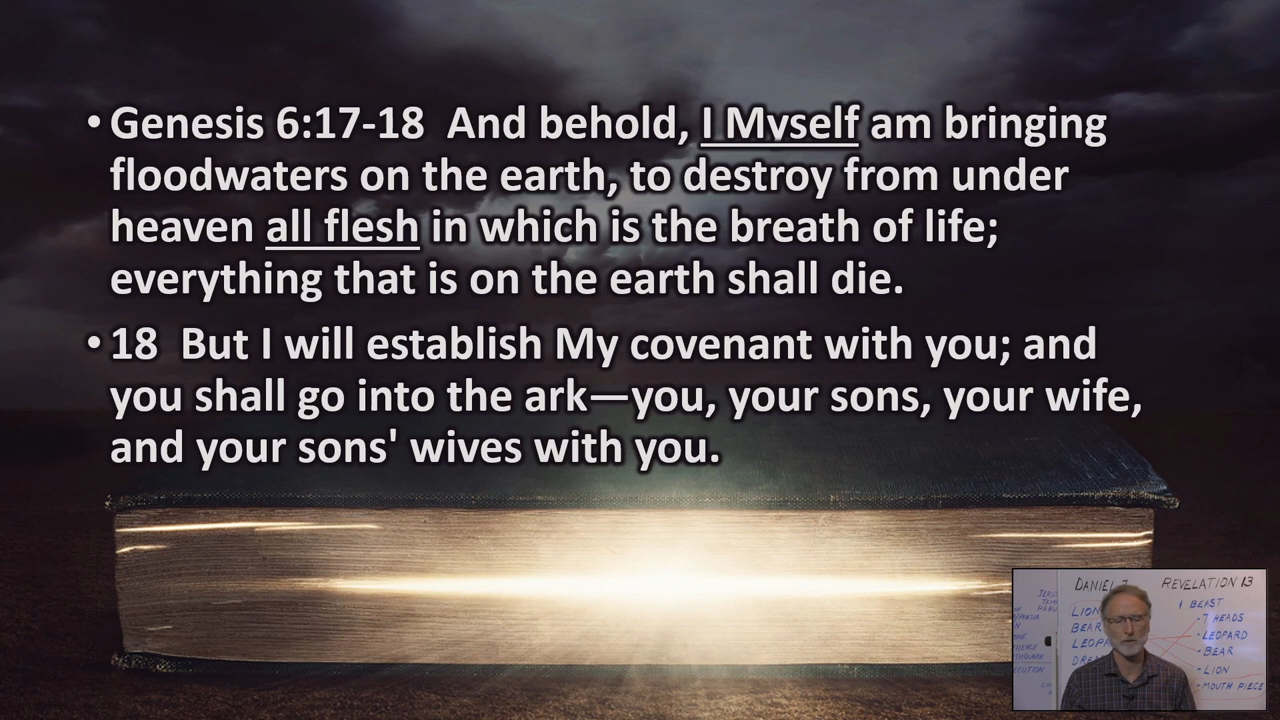 • Genesis 6:17-18 And behold, I Myself am bringing
floodwaters on the earth, to destroy from under
heaven all flesh in which is the breath of life;
everything that is on the earth shall die.
• 18 But I will establish My covenant with you; and
you shall go into the ark—you, your sons, your wife,
and your sons' wives with you.
DANIEL
LION
BEAR
REVELATION 13
1 BEAST
-7 HEADS
-LEOPARD
-BEAR
-LION
-MOUTH PIECE